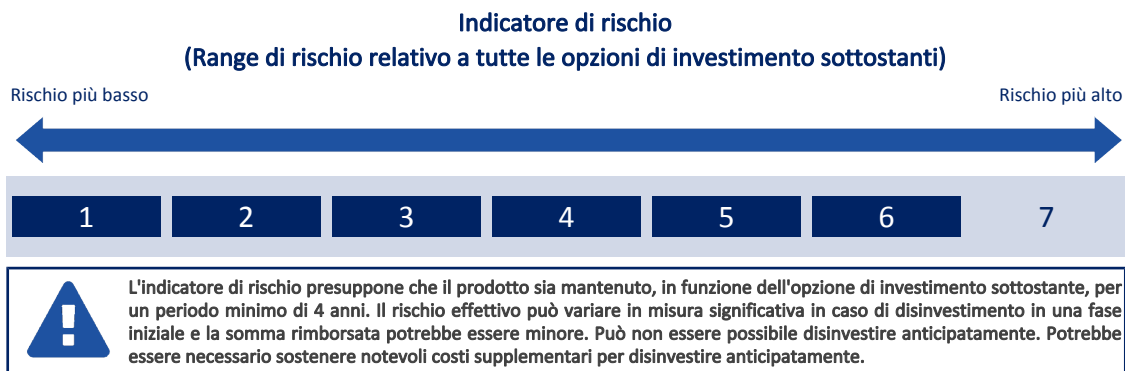 Indicatore di rischio
(Range di rischio relativo a tutte le opzioni di investimento sottostanti)
Rischio più basso Rischio più alto
1 2 3 4 5 6 7
L'indicatore di rischio presuppone che il prodotto sia mantenuto, in funzione dell'opzione di investimento sottostante, per
un periodo minimo di 4 anni. Il rischio effettivo può variare in misura significativa in caso di disinvestimento in una fase
iniziale e la somma rimborsata potrebbe essere minore. Può non essere possibile disinvestire anticipatamente. Potrebbe
essere necessario sostenere notevoli costi supplementari per disinvestire anticipatamente.